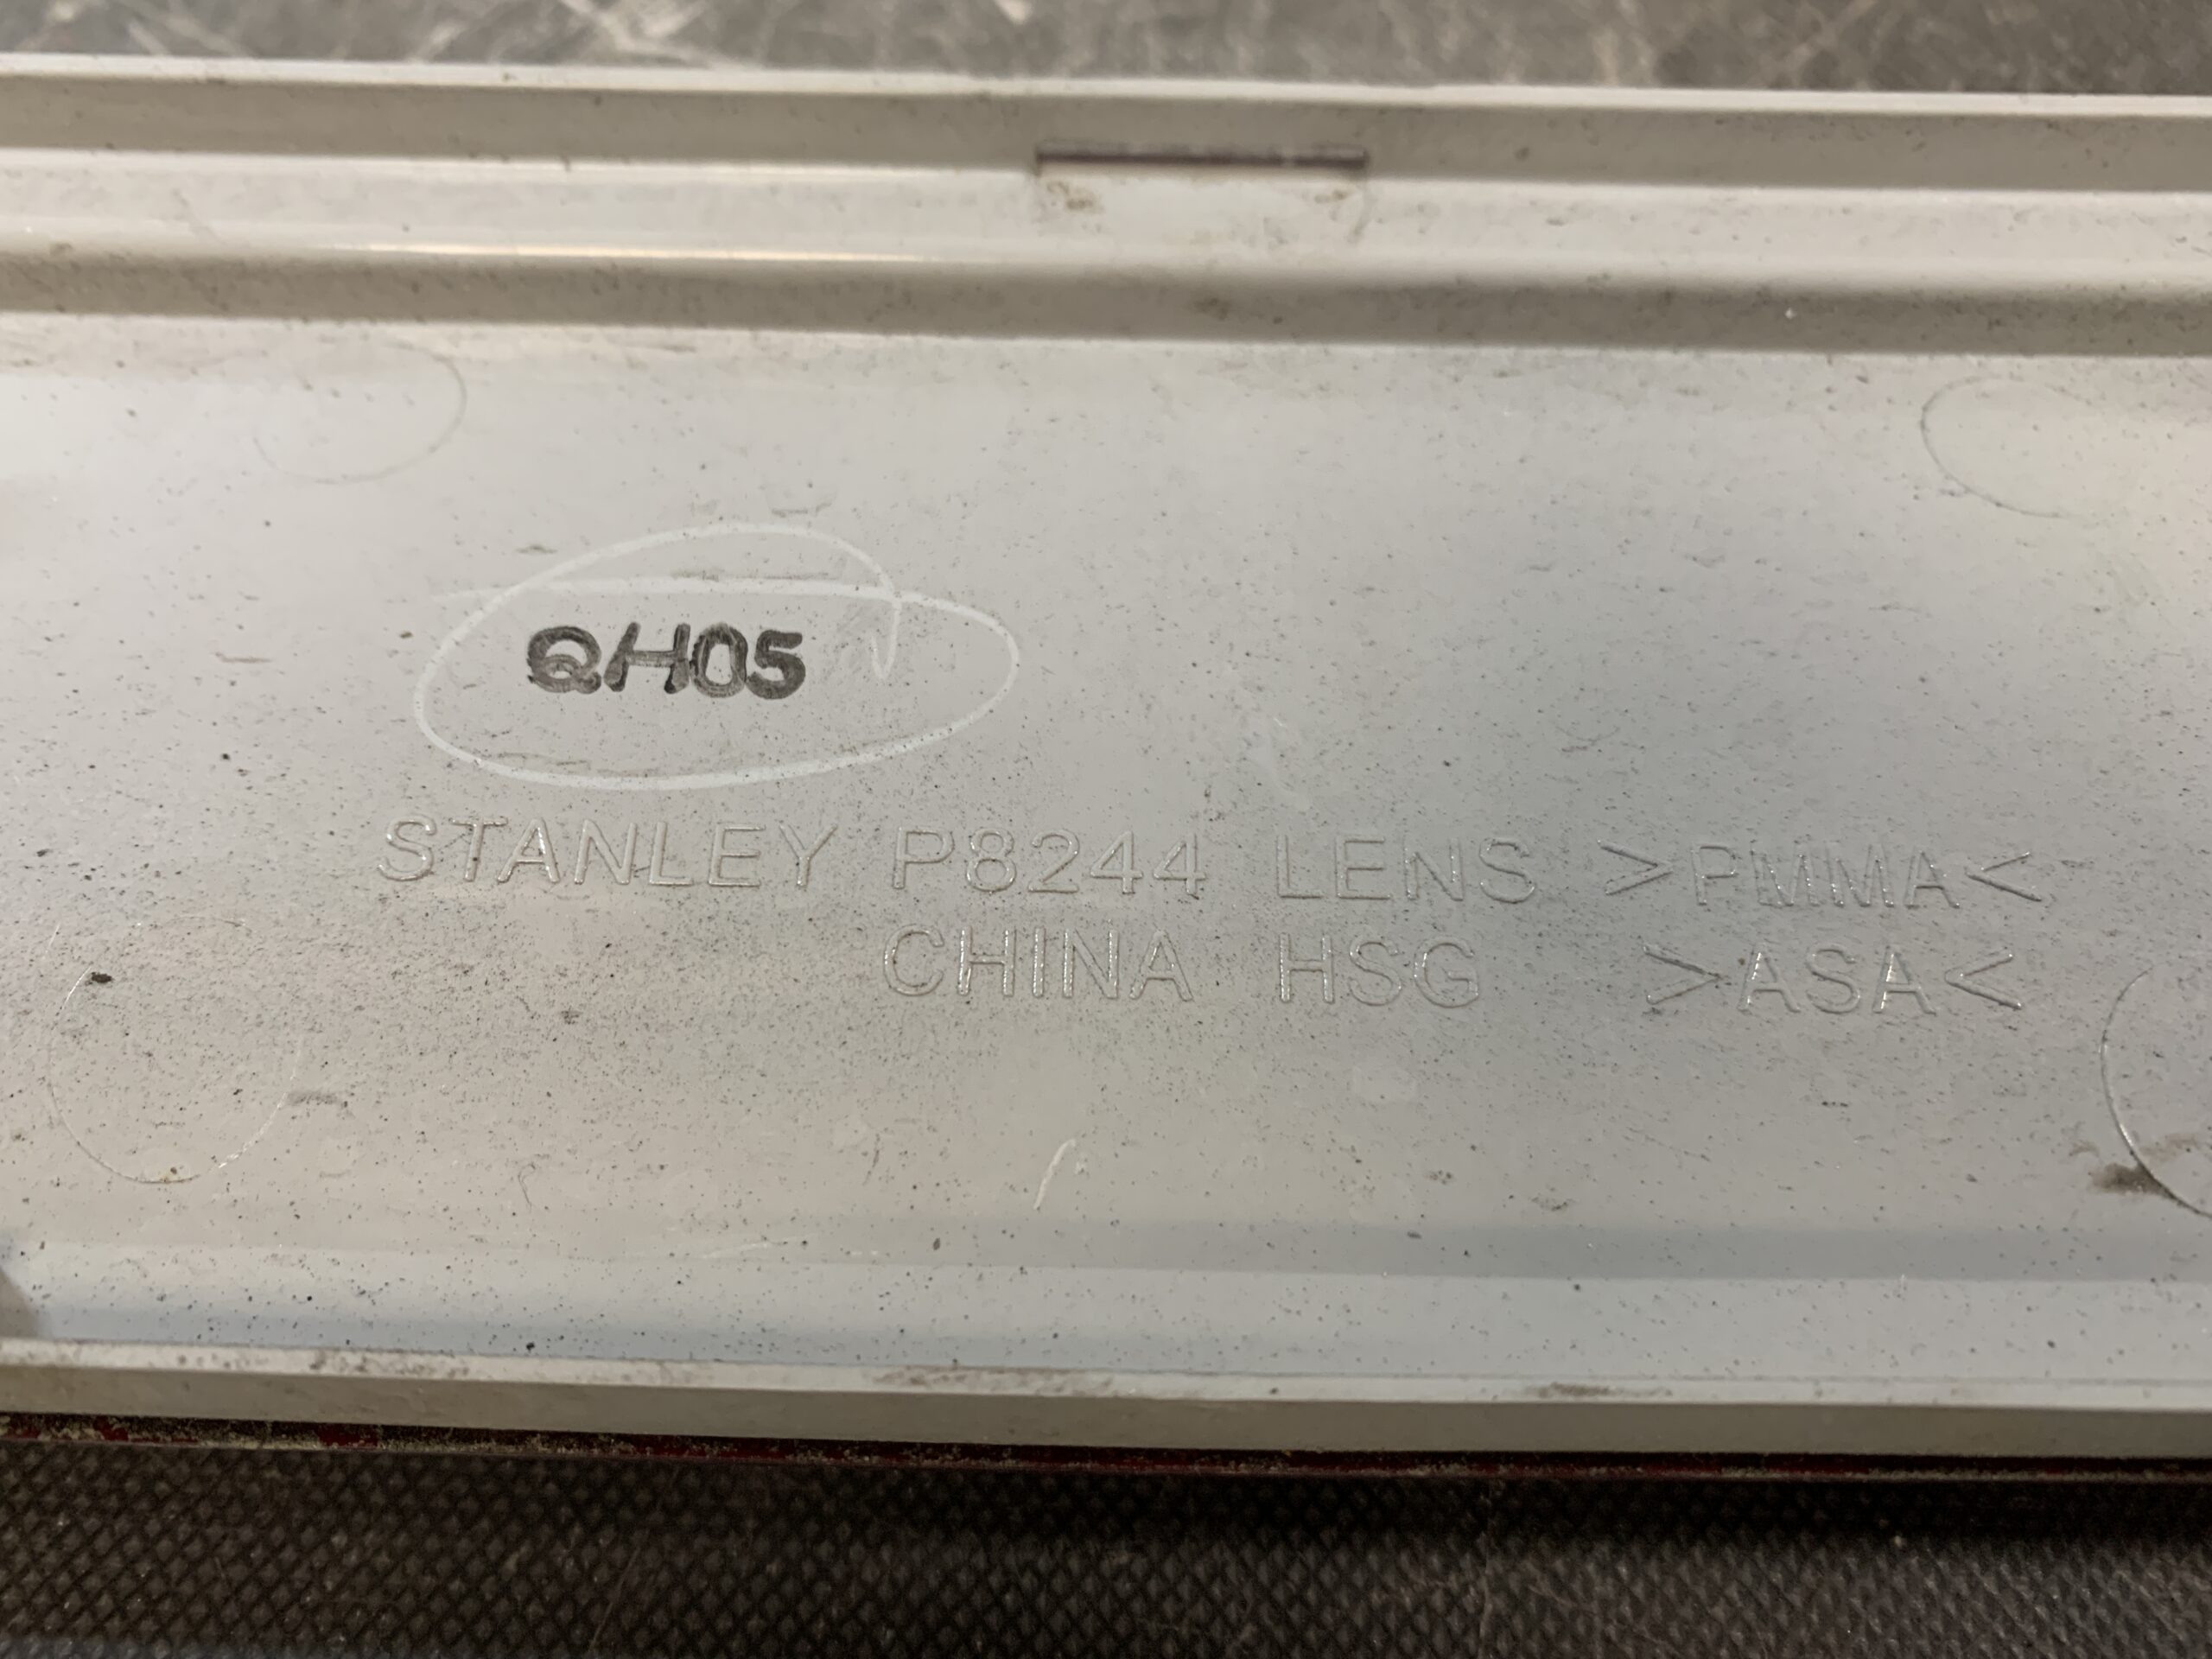 QH05
STANLEY P8244 LENS >PMMA<
CHINA HSG >ASA<